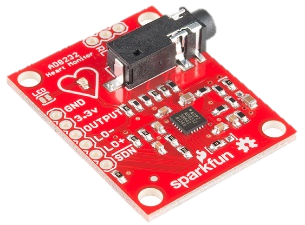 AD8232
Heart Monitor
LED
GND
3.3v
OUTPUT
LO-
LO+
SDN
sparkfun